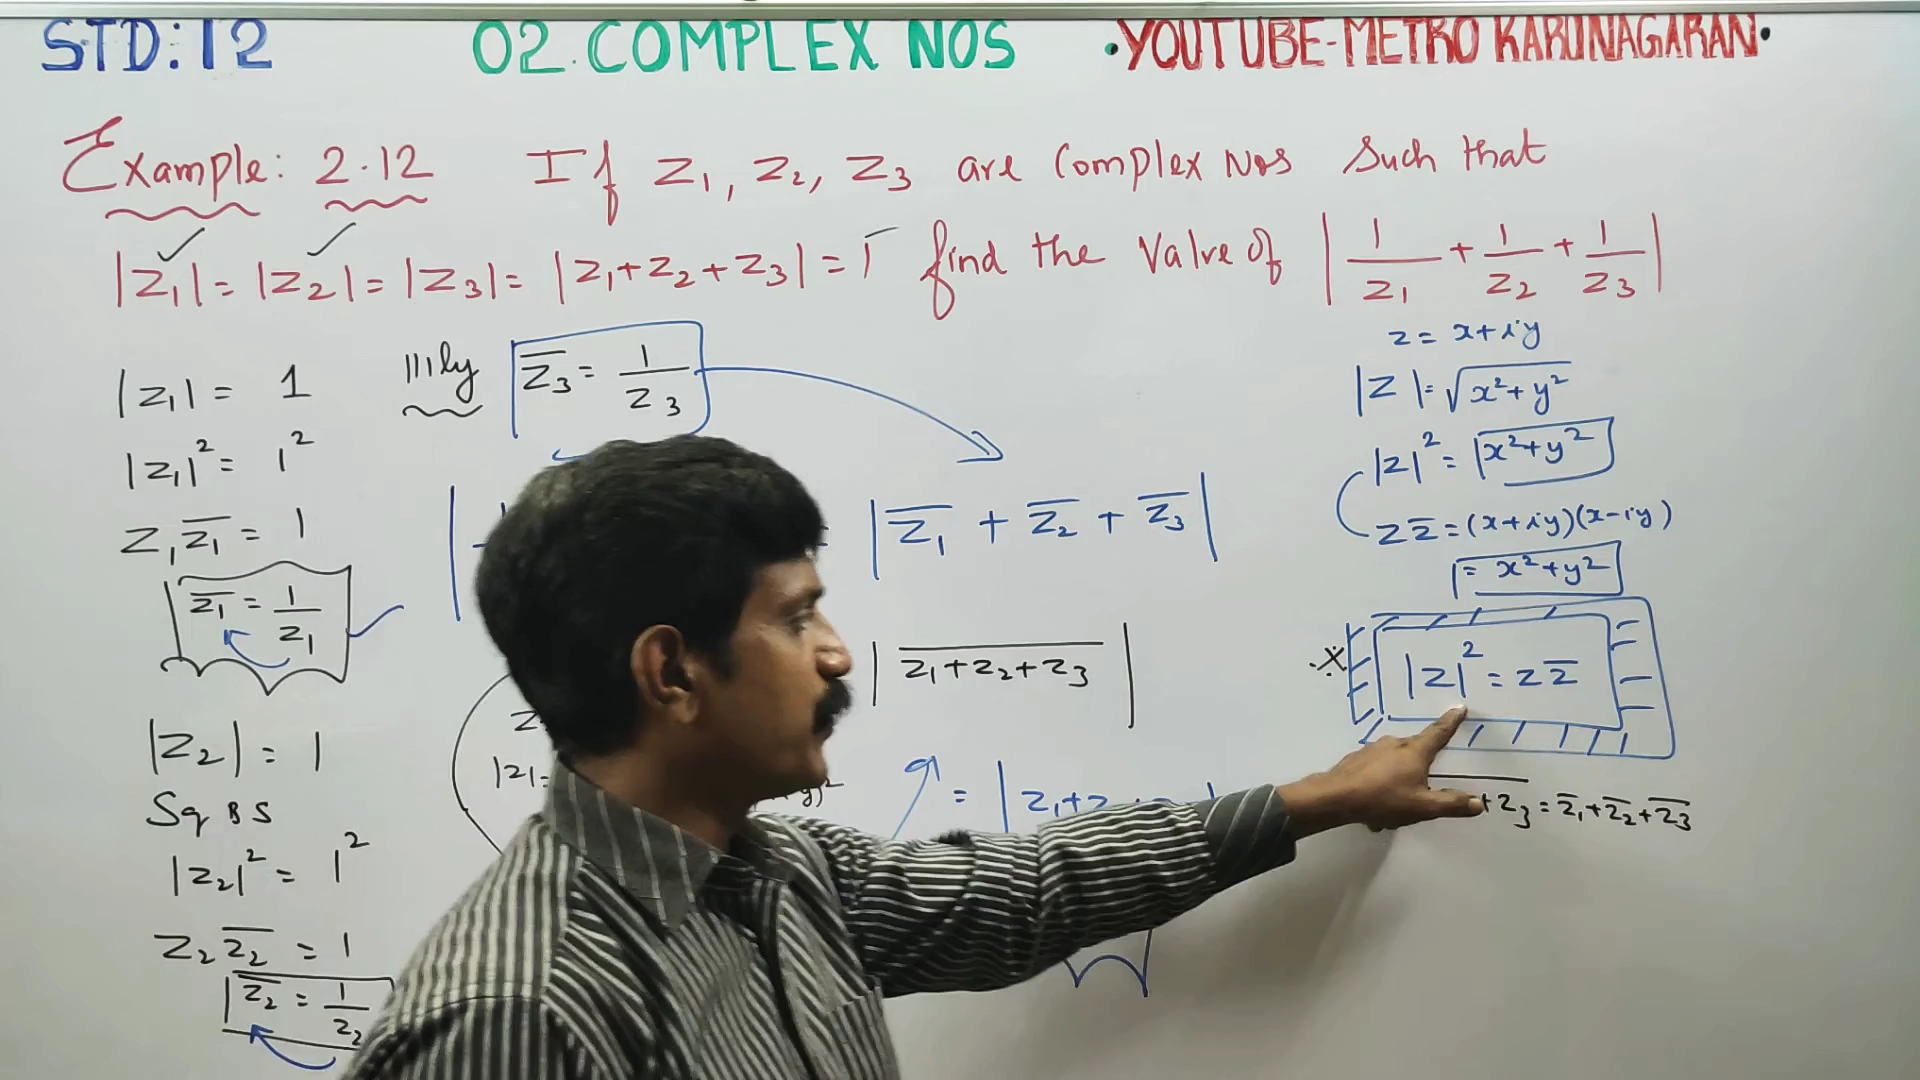 STD:12
02.COMPLEX NOS
•YOUTUBE-METRO KARUNAGARAN•
Example: 2.12 If z₁, z₂, z₃ are Complex Nos Such that
|z₁| = |z₂| = |z₃| = |z₁+z₂+z₃| = 1 find the Value of |1/z₁ + 1/z₂ + 1/z₃|
|z₁| = 1
|z₁|² = 1²
z₁z̅₁ = 1
z̅₁ = 1/z₁
|z₂| = 1
Sq BS
|z₂|² = 1²
z₂z̅₂ = 1
z̅₂ = 1/z₂
lllly z̅₃ = 1/z₃
|z̅₁ + z̅₂ + z̅₃|
|z̅₁̅+̅z̅₂̅+̅z̅₃̅|
|z|=
= |z₁+z
z = x+iy
|z| = √x²+y²
|z|² = x²+y²
zz̅ = (x+iy)(x-iy)
= x²+y²
|z|² = zz̅
+z₃ = z̅₁+z̅₂+z̅₃